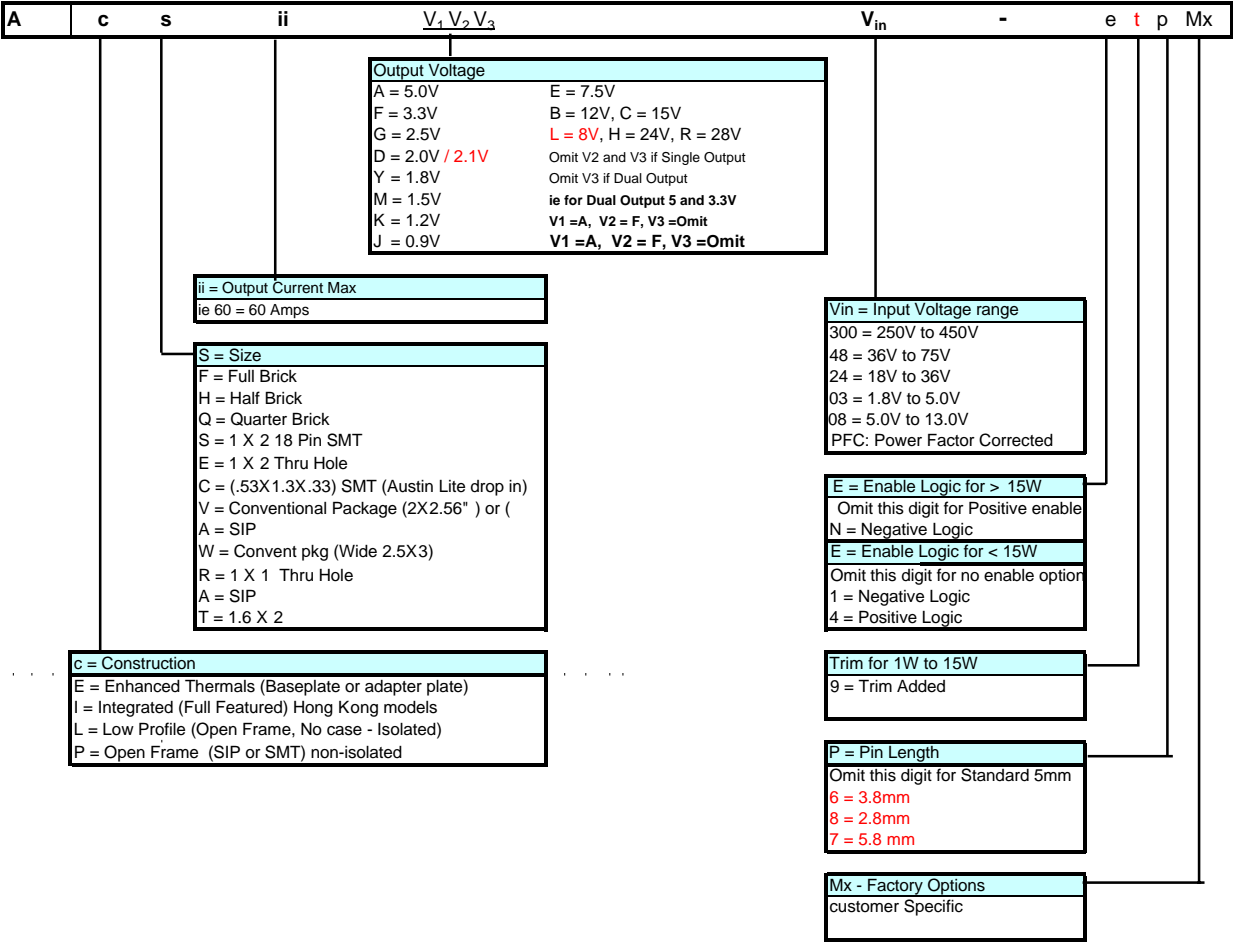 A c s ii V1 V2 V3 Vin - e t p Mx
Output Voltage
A = 5.0V E = 7.5V
F = 3.3V B = 12V, C = 15V
G = 2.5V L = 8V, H = 24V, R = 28V
D = 2.0V / 2.1V Omit V2 and V3 if Single Output
Y = 1.8V Omit V3 if Dual Output
M = 1.5V ie for Dual Output 5 and 3.3V
K = 1.2V V1 =A, V2 = F, V3 =Omit
J = 0.9V V1 =A, V2 = F, V3 =Omit
ii = Output Current Max
ie 60 = 60 Amps
S = Size
F = Full Brick
H = Half Brick
Q = Quarter Brick
S = 1 X 2 18 Pin SMT
E = 1 X 2 Thru Hole
C = (.53X1.3X.33) SMT (Austin Lite drop in)
V = Conventional Package (2X2.56" ) or (
A = SIP
W = Convent pkg (Wide 2.5X3)
R = 1 X 1 Thru Hole
A = SIP
T = 1.6 X 2
c = Construction
E = Enhanced Thermals (Baseplate or adapter plate)
I = Integrated (Full Featured) Hong Kong models
L = Low Profile (Open Frame, No case - Isolated)
P = Open Frame (SIP or SMT) non-isolated
Vin = Input Voltage range
300 = 250V to 450V
48 = 36V to 75V
24 = 18V to 36V
03 = 1.8V to 5.0V
08 = 5.0V to 13.0V
PFC: Power Factor Corrected
E = Enable Logic for > 15W
Omit this digit for Positive enable
N = Negative Logic
E = Enable Logic for < 15W
Omit this digit for no enable option
1 = Negative Logic
4 = Positive Logic
Trim for 1W to 15W
9 = Trim Added
P = Pin Length
Omit this digit for Standard 5mm
6 = 3.8mm
8 = 2.8mm
7 = 5.8 mm
Mx - Factory Options
customer Specific